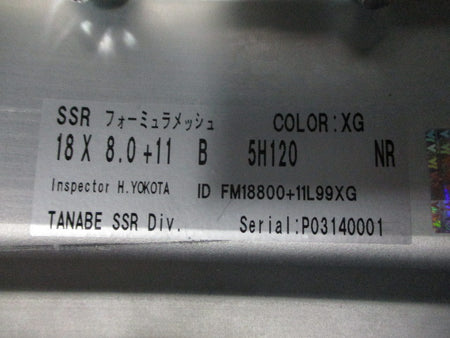 SSR フォーミュラメッシュ COLOR:XG
18 X 8.0+11 B 5H120 NR
Inspector H.YOKOTA ID FM18800+11L99XG
TANABE SSR Div. Serial:P03140001